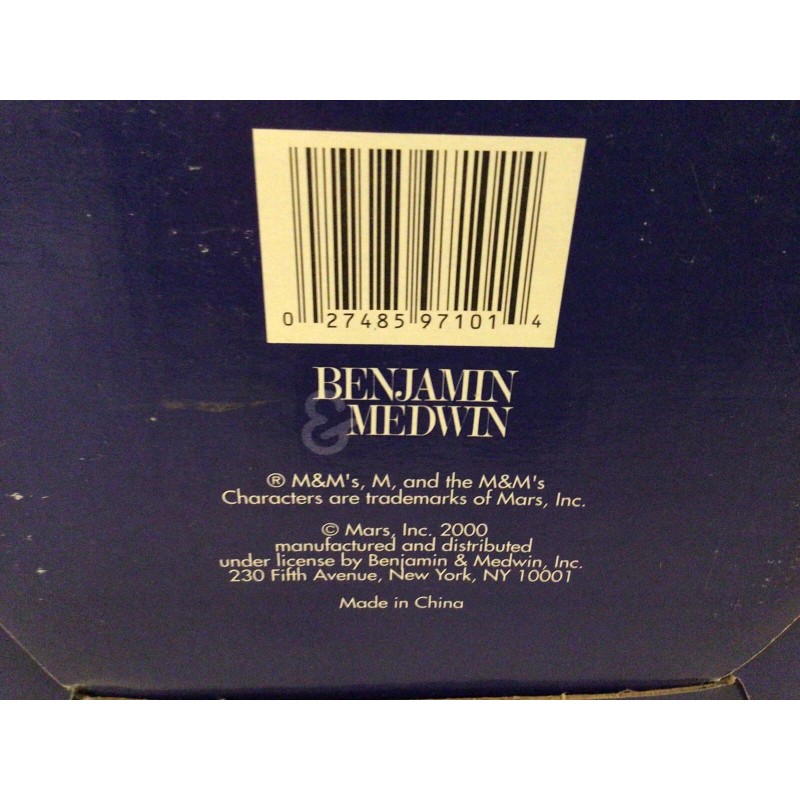 0 27485 97101 4
BENJAMIN
& MEDWIN
® M&M's, M, and the M&M's
Characters are trademarks of Mars, Inc.
© Mars, Inc. 2000
manufactured and distributed
under license by Benjamin & Medwin, Inc.
230 Fifth Avenue, New York, NY 10001
Made in China